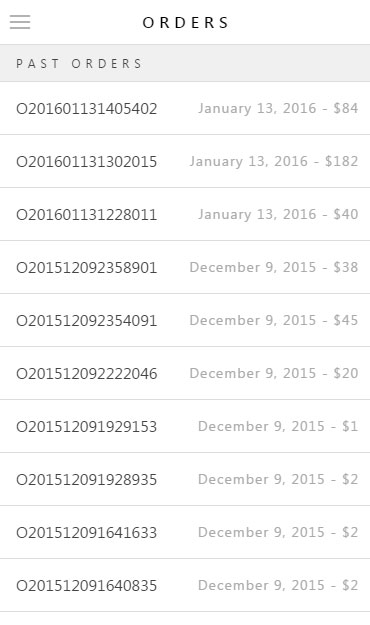 ORDERS
PAST ORDERS
O201601131405402 January 13, 2016 - $84
O201601131302015 January 13, 2016 - $182
O201601131228011 January 13, 2016 - $40
O201512092358901 December 9, 2015 - $38
O201512092354091 December 9, 2015 - $45
O201512092222046 December 9, 2015 - $20
O201512091929153 December 9, 2015 - $1
O201512091928935 December 9, 2015 - $2
O201512091641633 December 9, 2015 - $2
O201512091640835 December 9, 2015 - $2